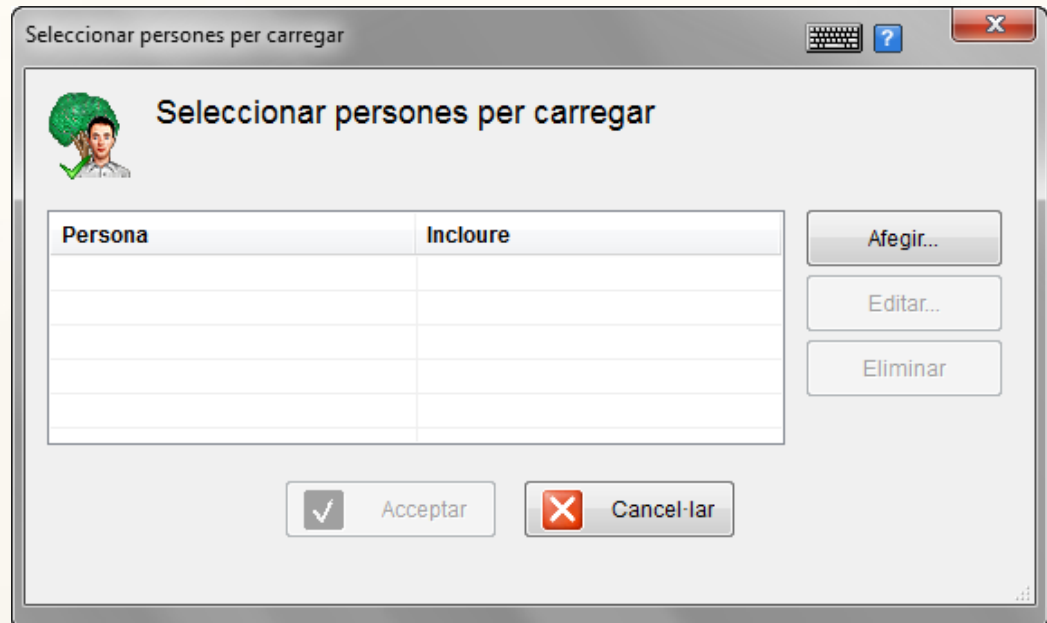 Seleccionar persones per carregar
?
X
Seleccionar persones per carregar
Persona Incloure
Afegir...
Editar...
Eliminar
Acceptar Cancel·lar